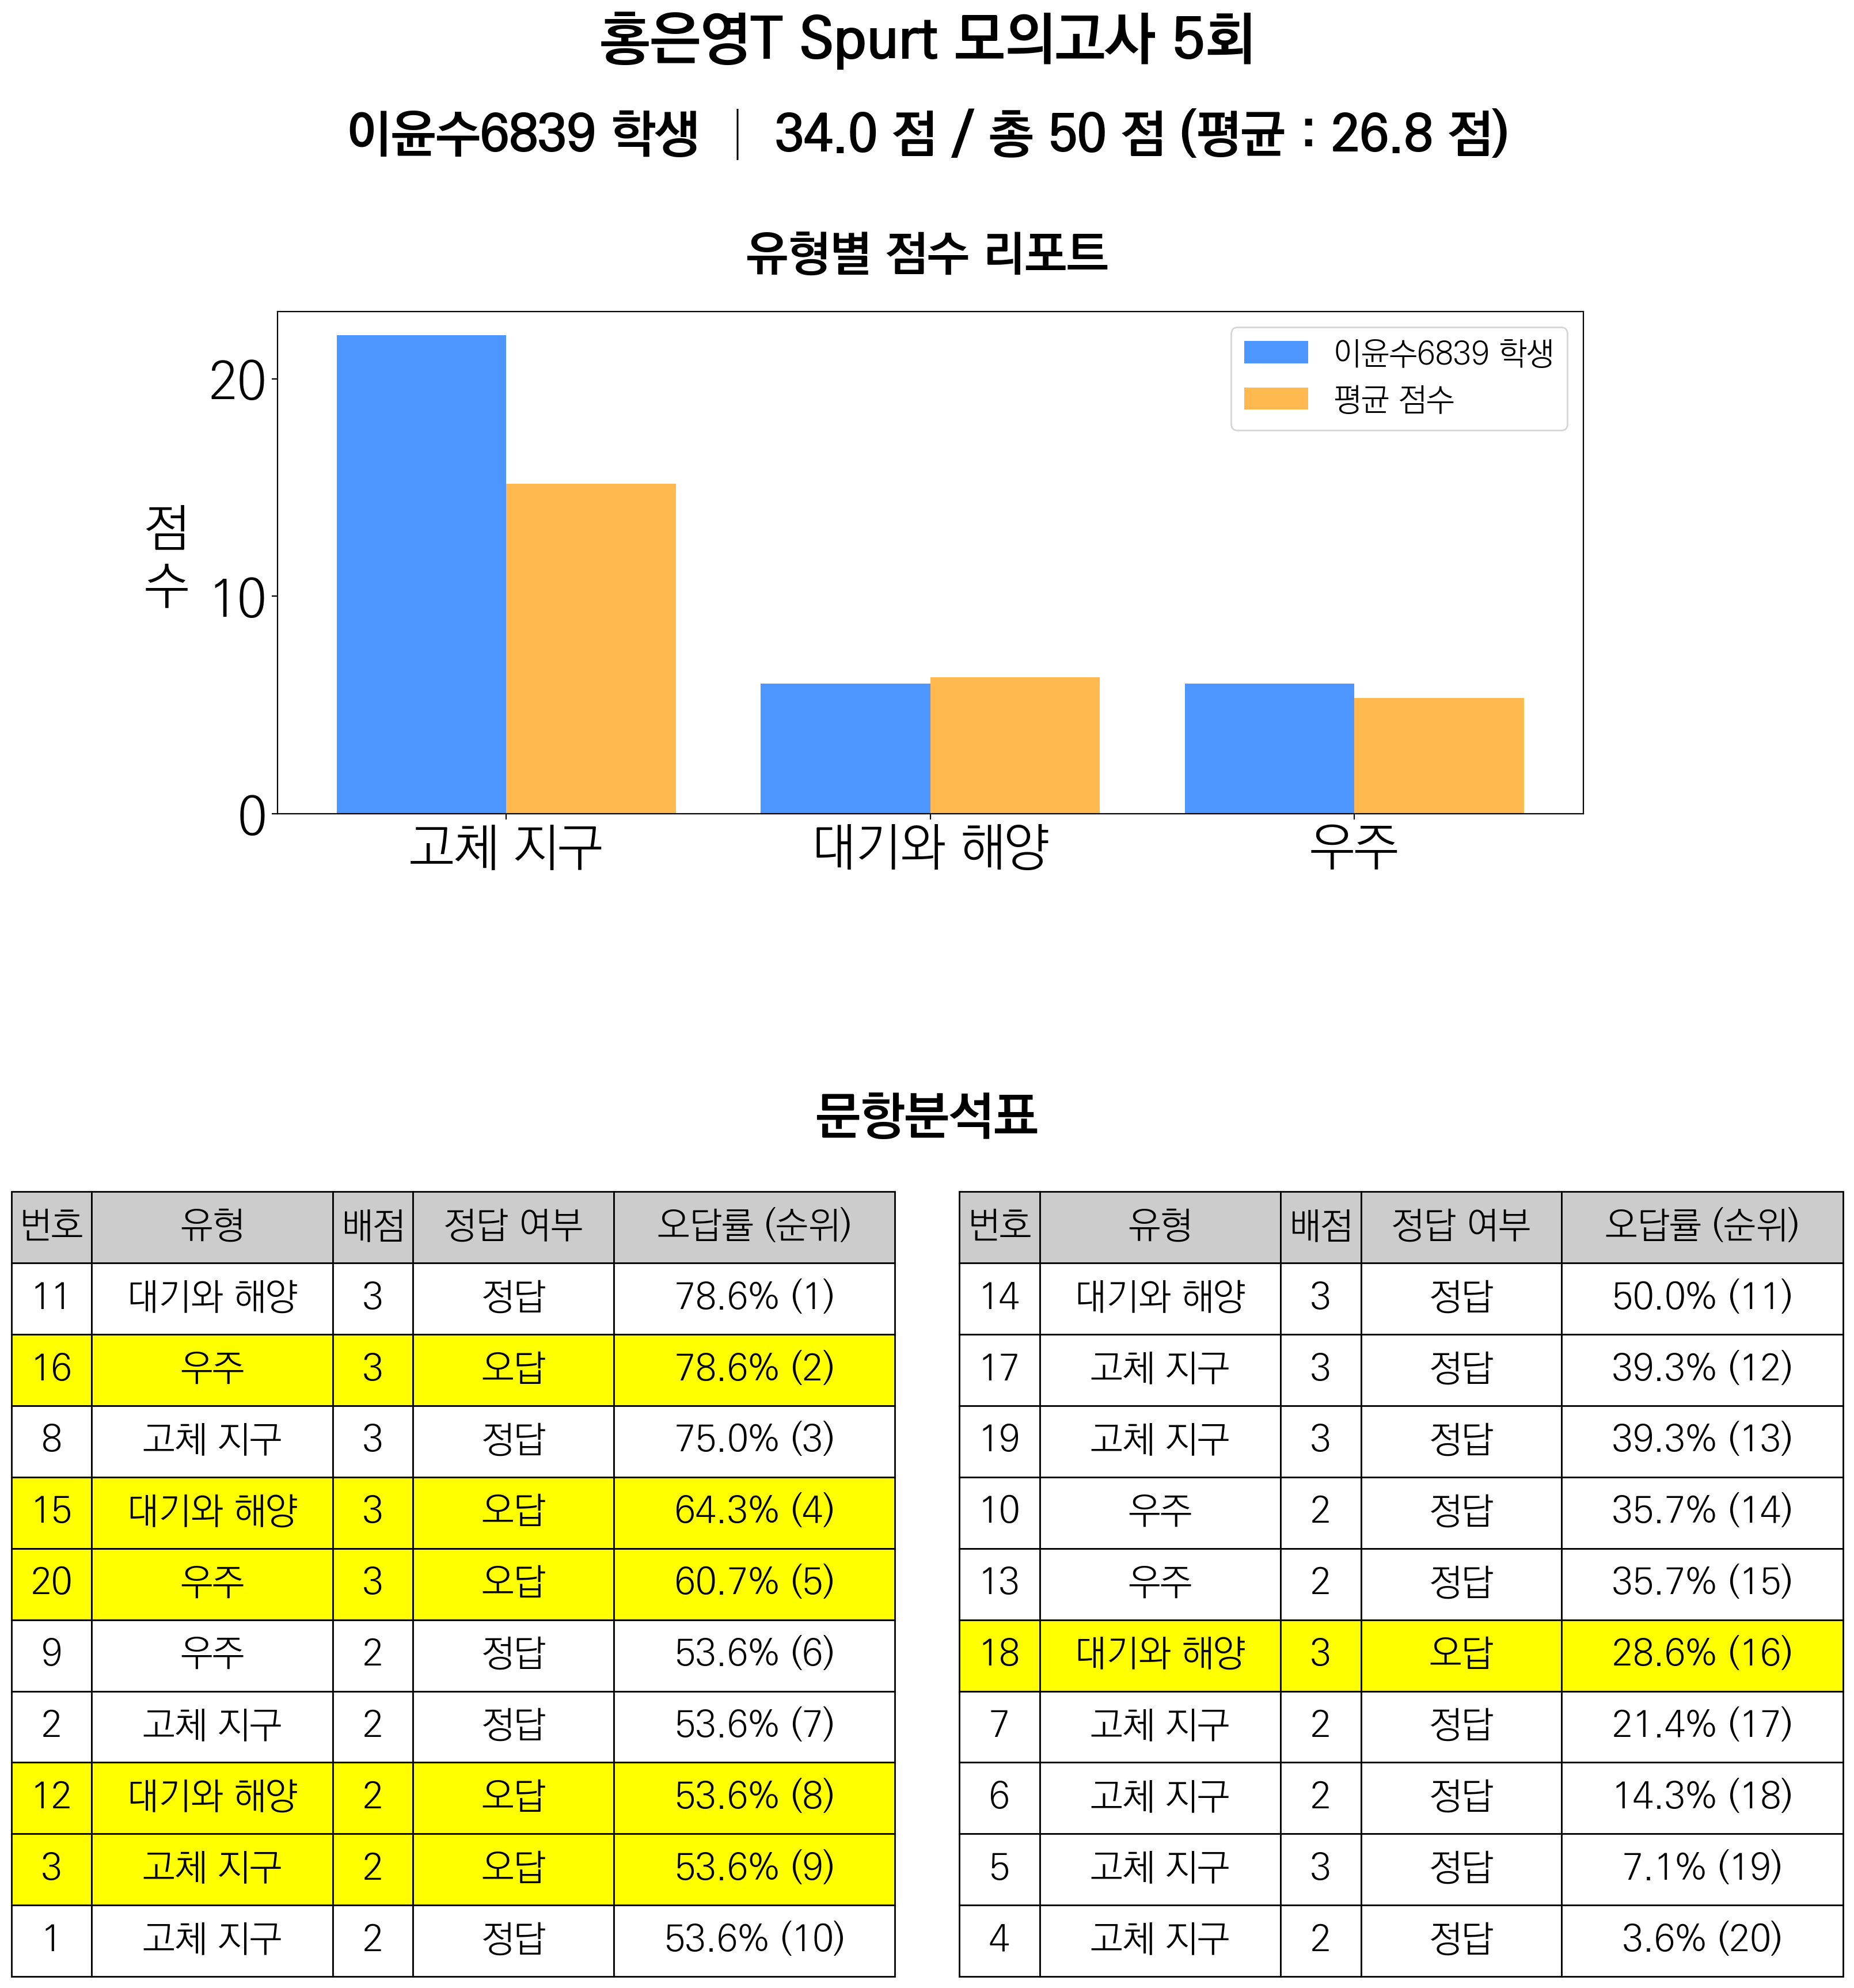 홍은영T Spurt 모의고사 5회
이윤수6839 학생 │ 34.0 점 / 총 50 점 (평균 : 26.8 점)
유형별 점수 리포트
이윤수6839 학생
평균 점수
점
수
20
10
0
고체 지구 대기와 해양 우주
문항분석표
번호 유형 배점 정답 여부 오답률 (순위)
11 대기와 해양 3 정답 78.6% (1)
16 우주 3 오답 78.6% (2)
8 고체 지구 3 정답 75.0% (3)
15 대기와 해양 3 오답 64.3% (4)
20 우주 3 오답 60.7% (5)
9 우주 2 정답 53.6% (6)
2 고체 지구 2 정답 53.6% (7)
12 대기와 해양 2 오답 53.6% (8)
3 고체 지구 2 오답 53.6% (9)
1 고체 지구 2 정답 53.6% (10)
번호 유형 배점 정답 여부 오답률 (순위)
14 대기와 해양 3 정답 50.0% (11)
17 고체 지구 3 정답 39.3% (12)
19 고체 지구 3 정답 39.3% (13)
10 우주 2 정답 35.7% (14)
13 우주 2 정답 35.7% (15)
18 대기와 해양 3 오답 28.6% (16)
7 고체 지구 2 정답 21.4% (17)
6 고체 지구 2 정답 14.3% (18)
5 고체 지구 3 정답 7.1% (19)
4 고체 지구 2 정답 3.6% (20)